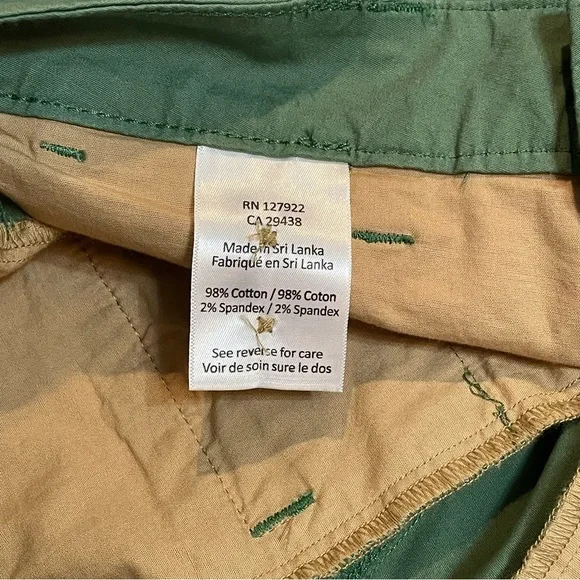 RN 127922
CA 29438
Made in Sri Lanka
Fabriqué en Sri Lanka
98% Cotton / 98% Coton
2% Spandex / 2% Spandex
See reverse for care
Voir de soin sure le dos